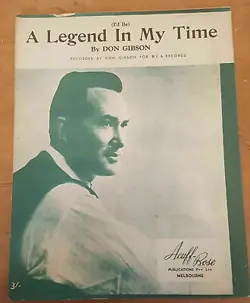 (I'd Be)
A Legend In My Time
By DON GIBSON
RECORDED BY DON GIBSON FOR RCA RECORDS
Acuff-Rose
PUBLICATIONS Pty. Ltd.
MELBOURNE
3/-